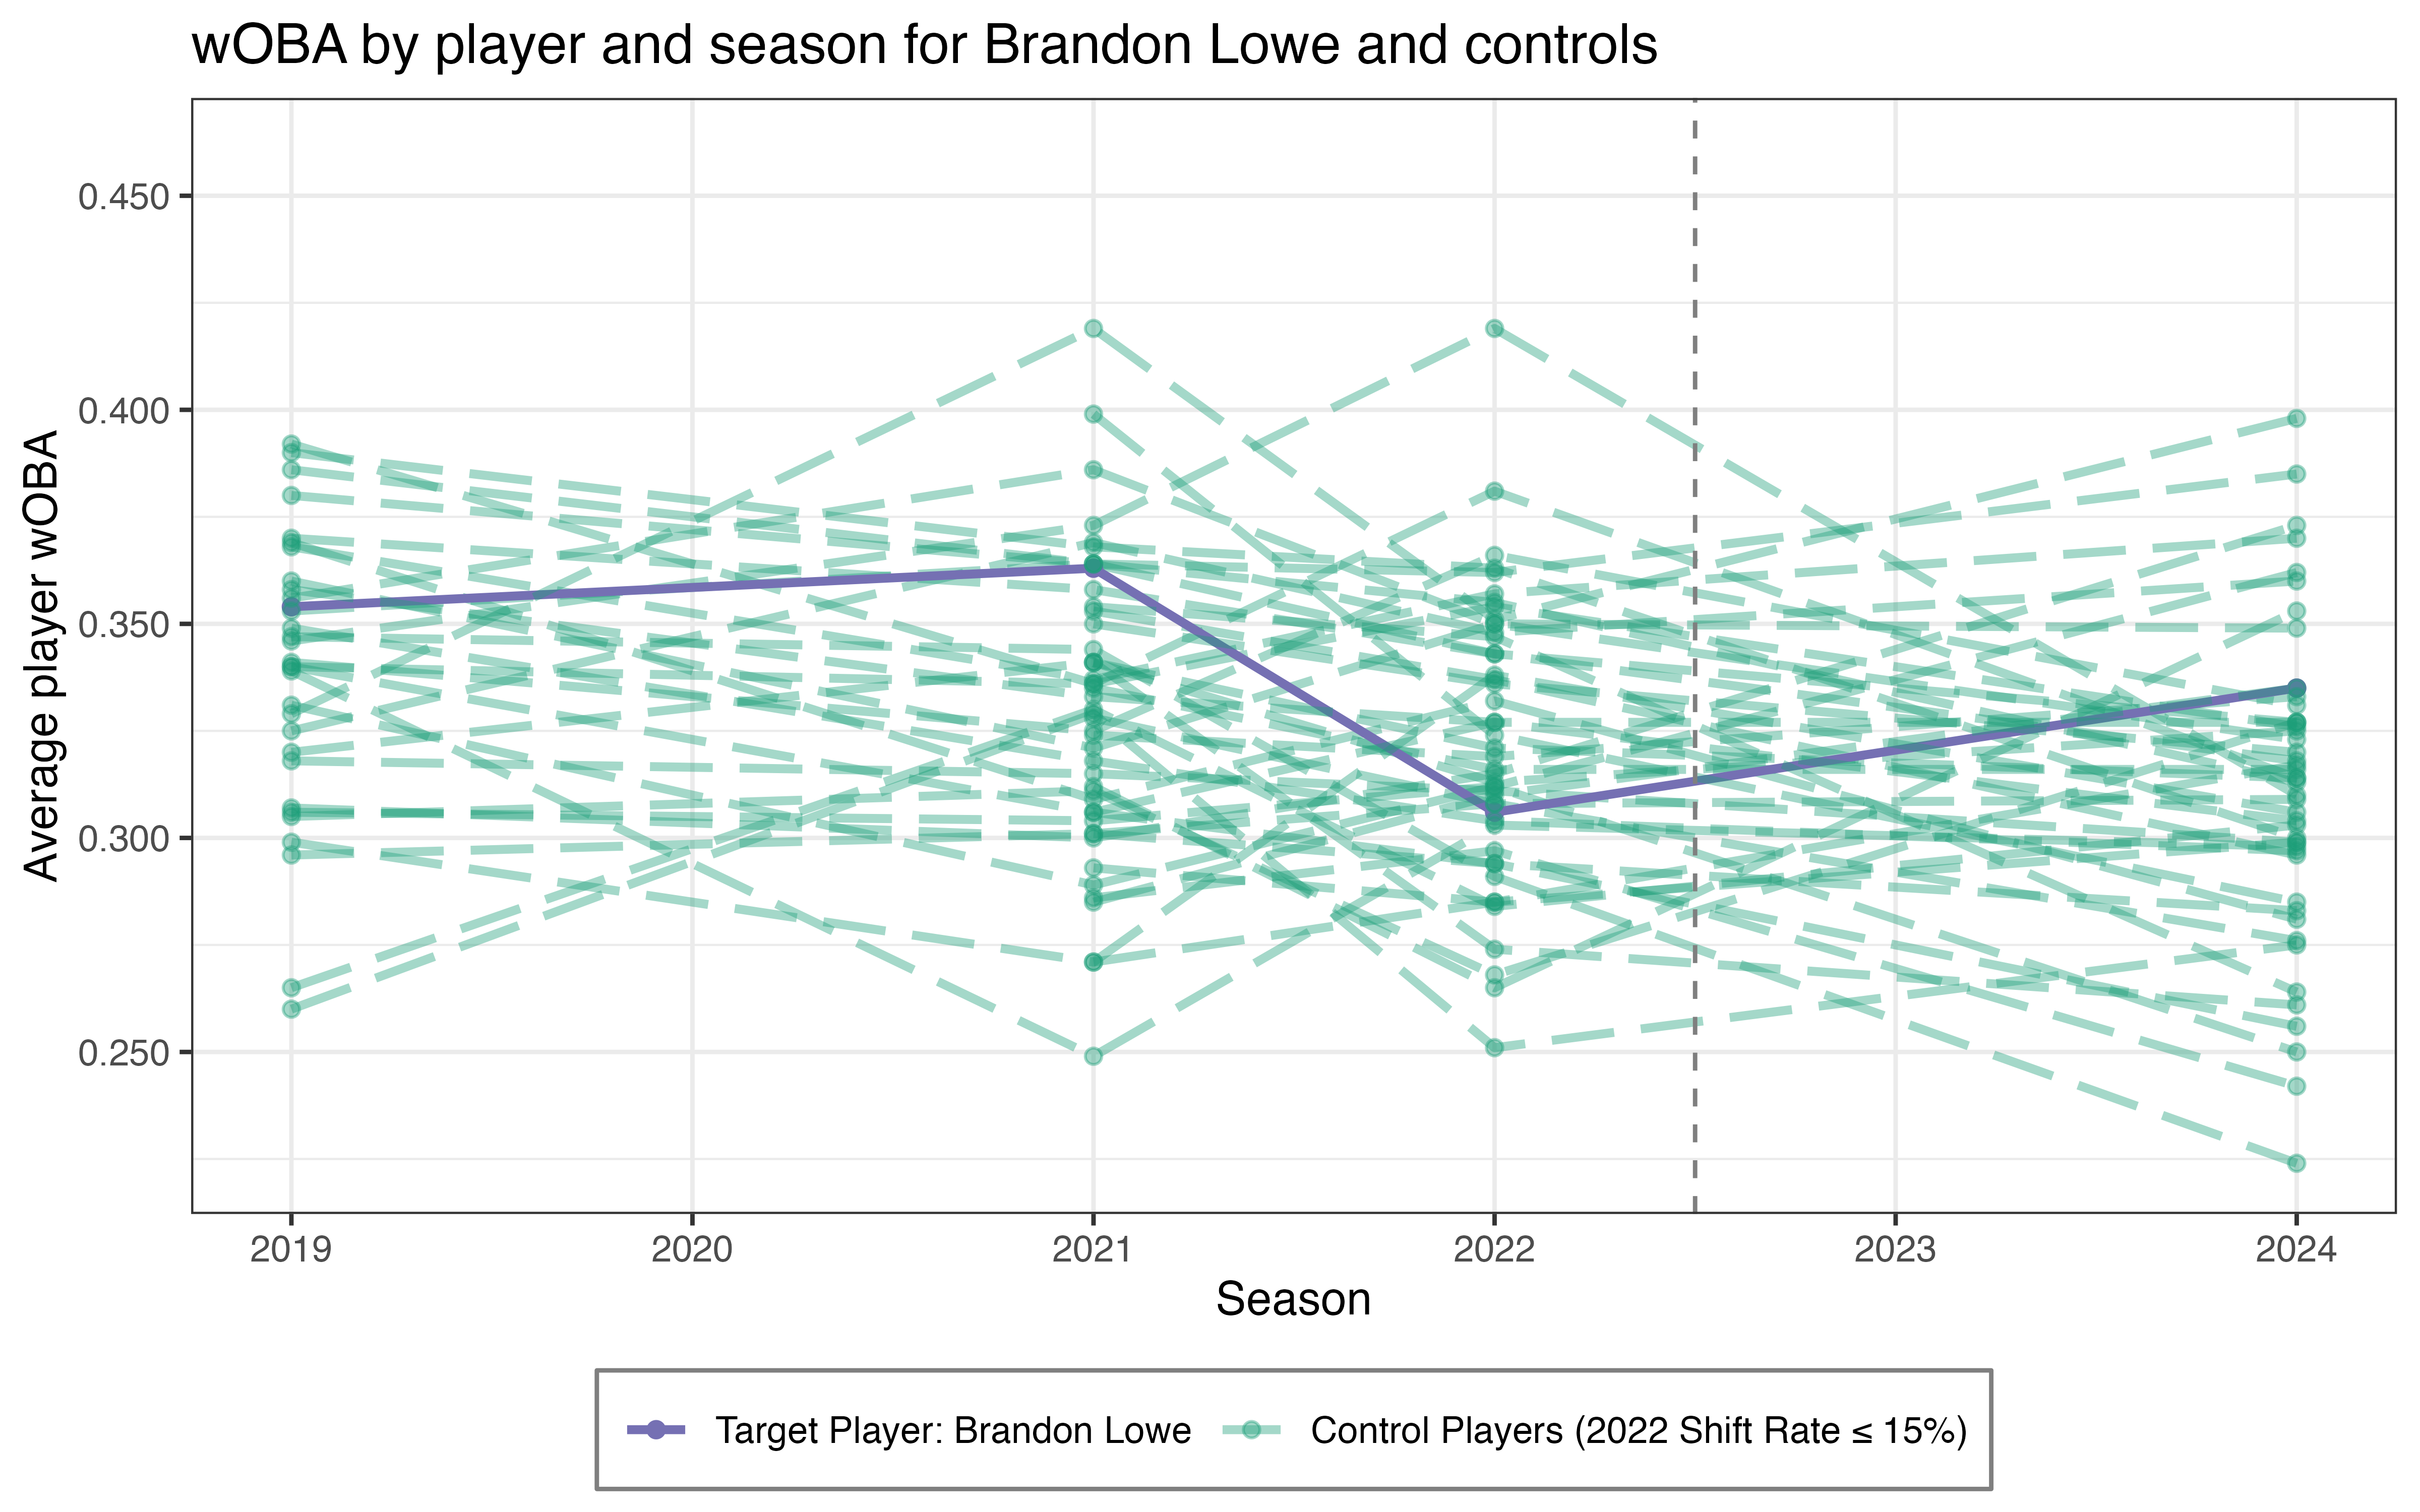 wOBA by player and season for Brandon Lowe and controls
Average player wOBA
0.450
0.400
0.350
0.300
0.250
2019 2020 2021 2022 2023 2024
Season
Target Player: Brandon Lowe Control Players (2022 Shift Rate ≤ 15%)